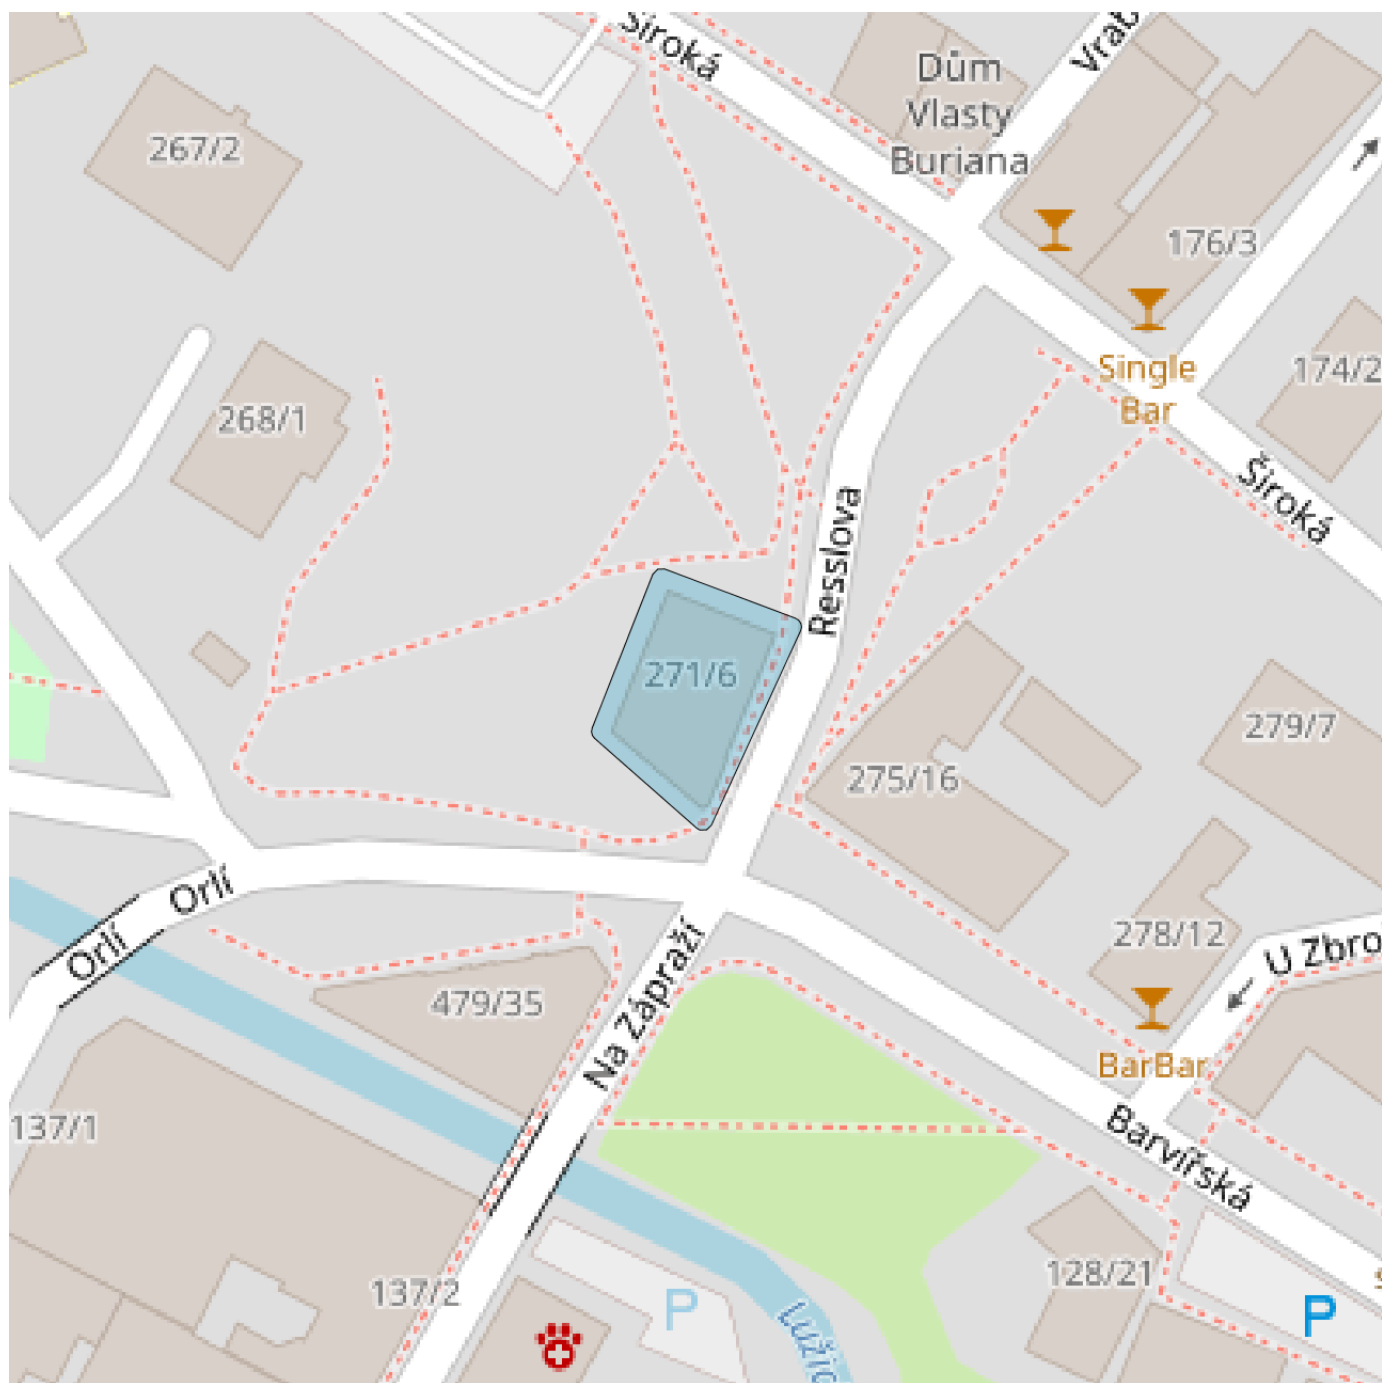 Široká
Vrat
Dům
Vlasty
Buriana
267/2
176/3
Single
Bar
174/2
268/1
Široká
Resslova
271/6
279/7
275/16
Orlí
Orlí
278/12
U Zbro
479/35
Na Zápraží
BarBar
137/1
Barvířská
128/21
137/2
P
P
Lužic